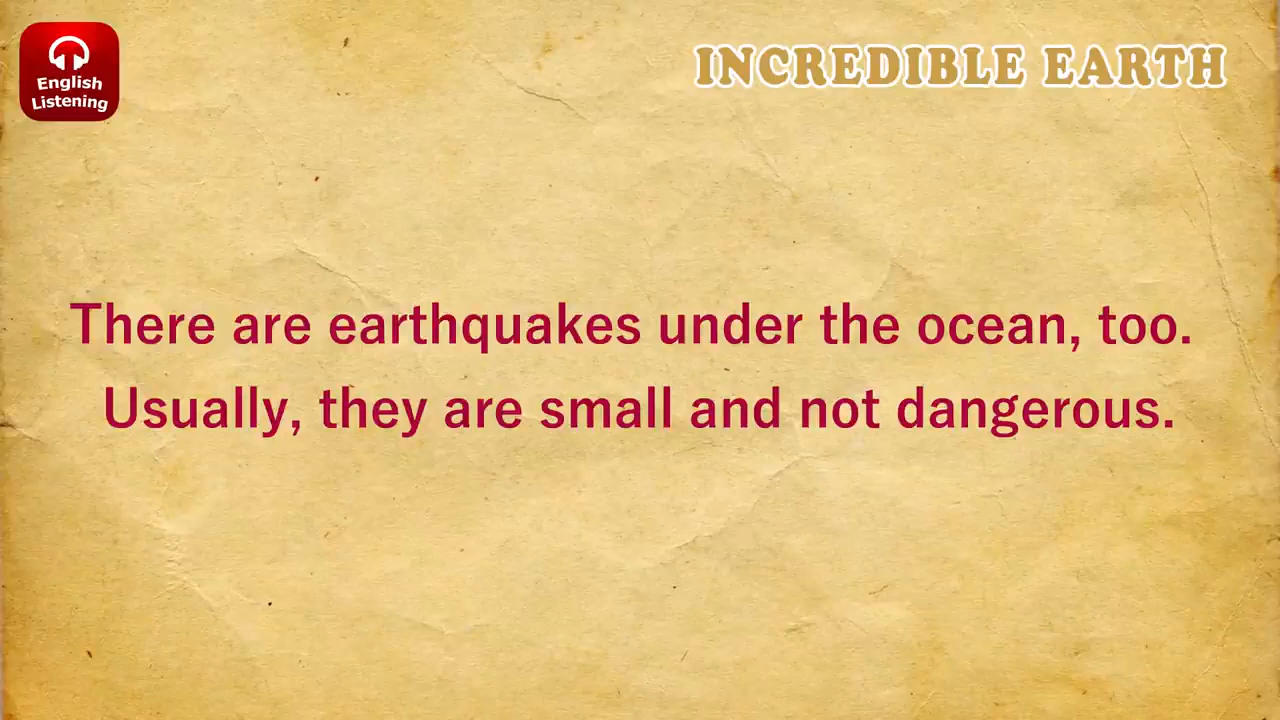 English
Listening
INCREDIBLE EARTH
There are earthquakes under the ocean, too.
Usually, they are small and not dangerous.